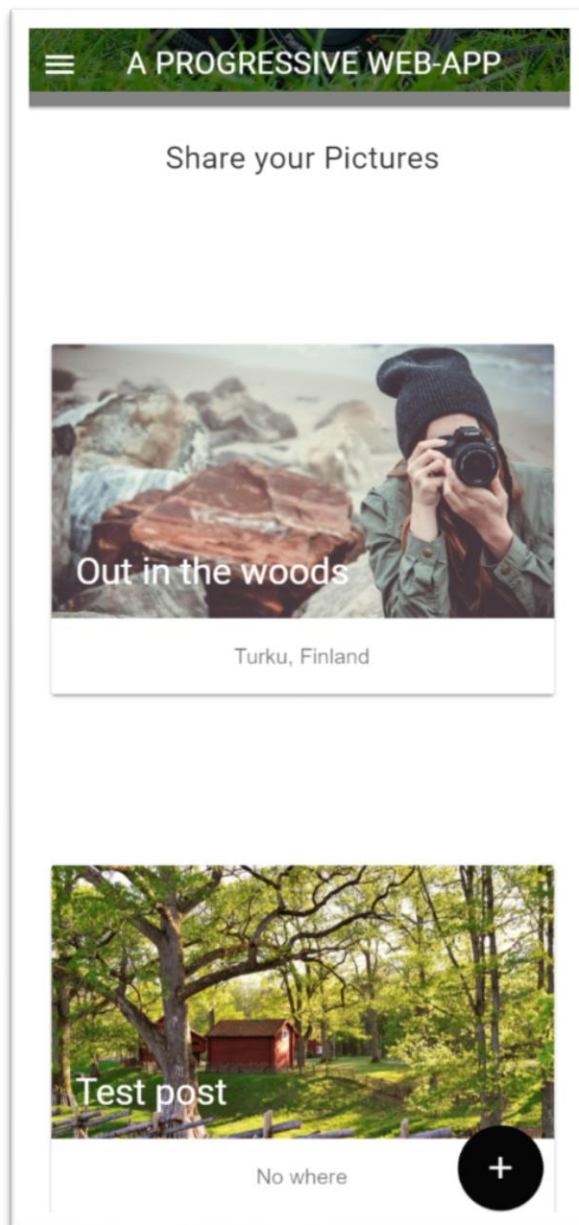 A PROGRESSIVE WEB-APP
Share your Pictures
Out in the woods
Turku, Finland
Test post
No where
+